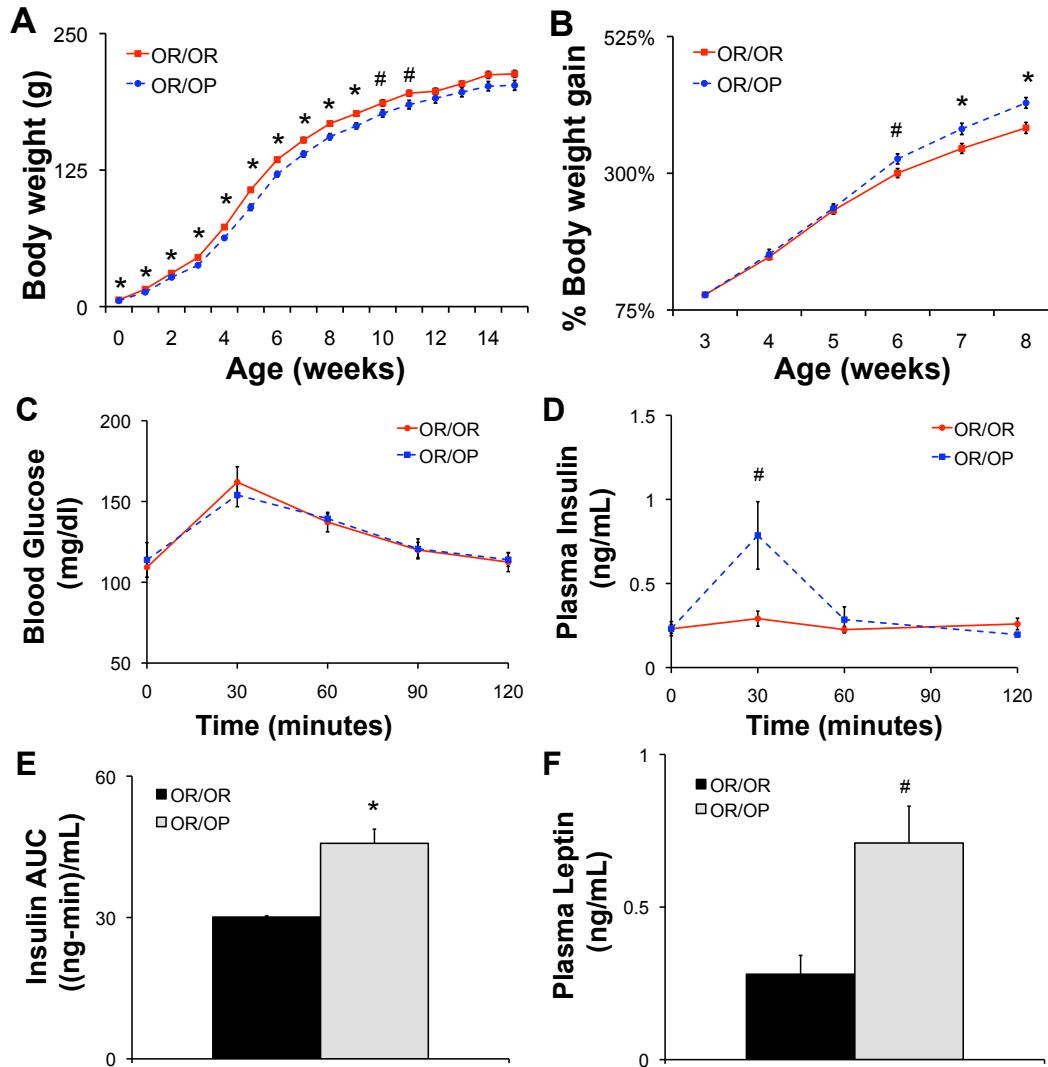 A
250
125
0
Body weight (g)
OR/OR
OR/OP
* * * * * * * * * * # #
0 2 4 6 8 10 12 14
Age (weeks)
B
525%
300%
75%
% Body weight gain
OR/OR
OR/OP
# * *
3 4 5 6 7 8
Age (weeks)
C
200
150
100
50
Blood Glucose
(mg/dl)
OR/OR
OR/OP
0 30 60 90 120
Time (minutes)
D
1.5
1
0.5
0
Plasma Insulin
(ng/mL)
OR/OR
OR/OP
#
0 30 60 90 120
Time (minutes)
E
60
30
0
Insulin AUC
((ng-min)/mL)
OR/OR
OR/OP
*
F
1
0.5
0
Plasma Leptin
(ng/mL)
OR/OR
OR/OP
#